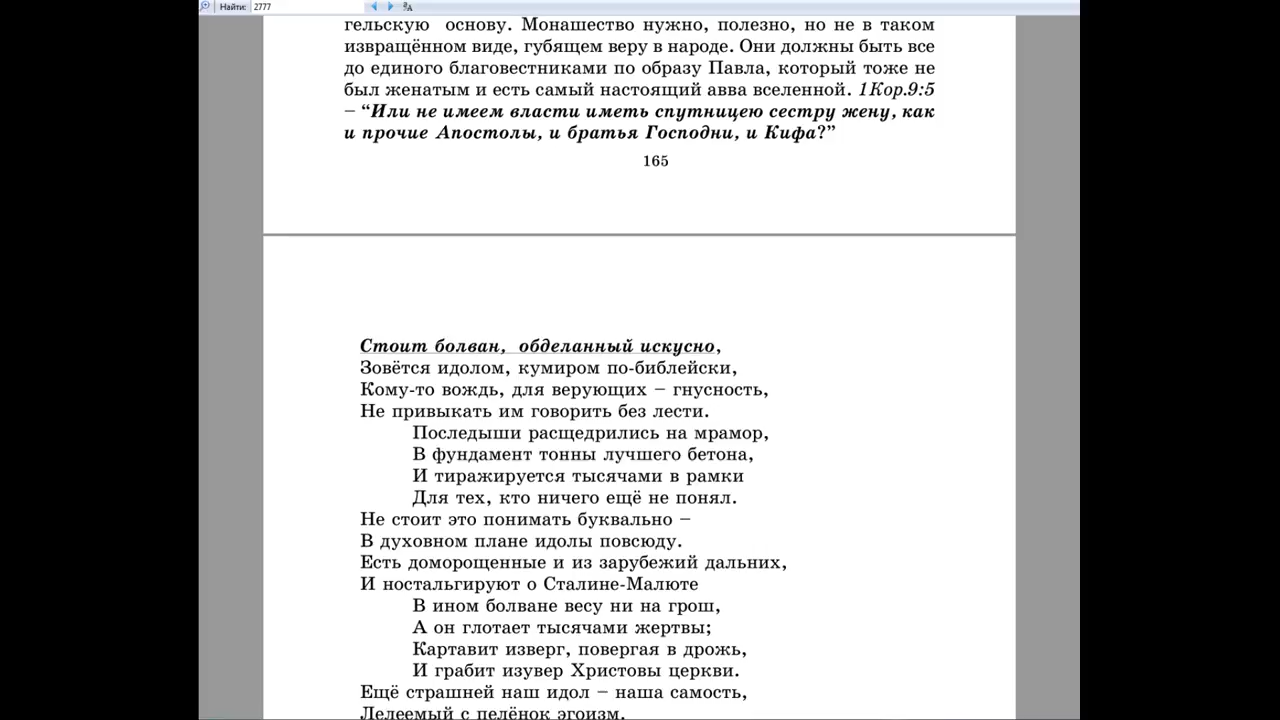 Найти: 2777
гельскую основу. Монашество нужно, полезно, но не в таком
извращённом виде, губящем веру в народе. Они должны быть все
до единого благовестниками по образу Павла, который тоже не
был женатым и есть самый настоящий авва вселенной. 1Кор.9:5
– “Или не имеем власти иметь спутницею сестру жену, как
и прочие Апостолы, и братья Господни, и Кифа?”
165
Стоит болван, обделанный искусно,
Зовётся идолом, кумиром по-библейски,
Кому-то вождь, для верующих – гнусность,
Не привыкать им говорить без лести.
Последыши расщедрились на мрамор,
В фундамент тонны лучшего бетона,
И тиражируется тысячами в рамки
Для тех, кто ничего ещё не понял.
Не стоит это понимать буквально –
В духовном плане идолы повсюду.
Есть доморощенные и из зарубежий дальних,
И ностальгируют о Сталине-Малюте
В ином болване весу ни на грош,
А он глотает тысячами жертвы;
Картавит изверг, повергая в дрожь,
И грабит изувер Христовы церкви.
Ещё страшней наш идол – наша самость,
Лелеемый с пелёнок эгоизм.